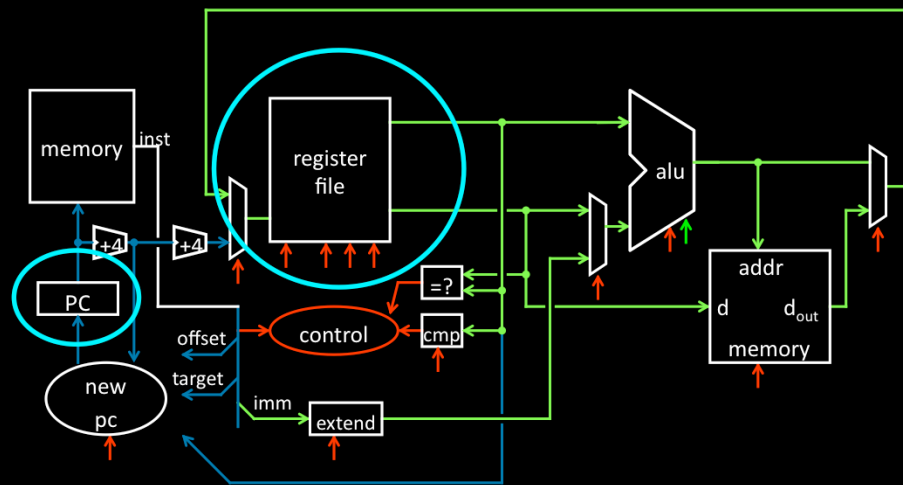 memory
inst
register
file
alu
+4
+4
PC
=?
addr
d
dout
memory
control
cmp
offset
target
new
pc
imm
extend